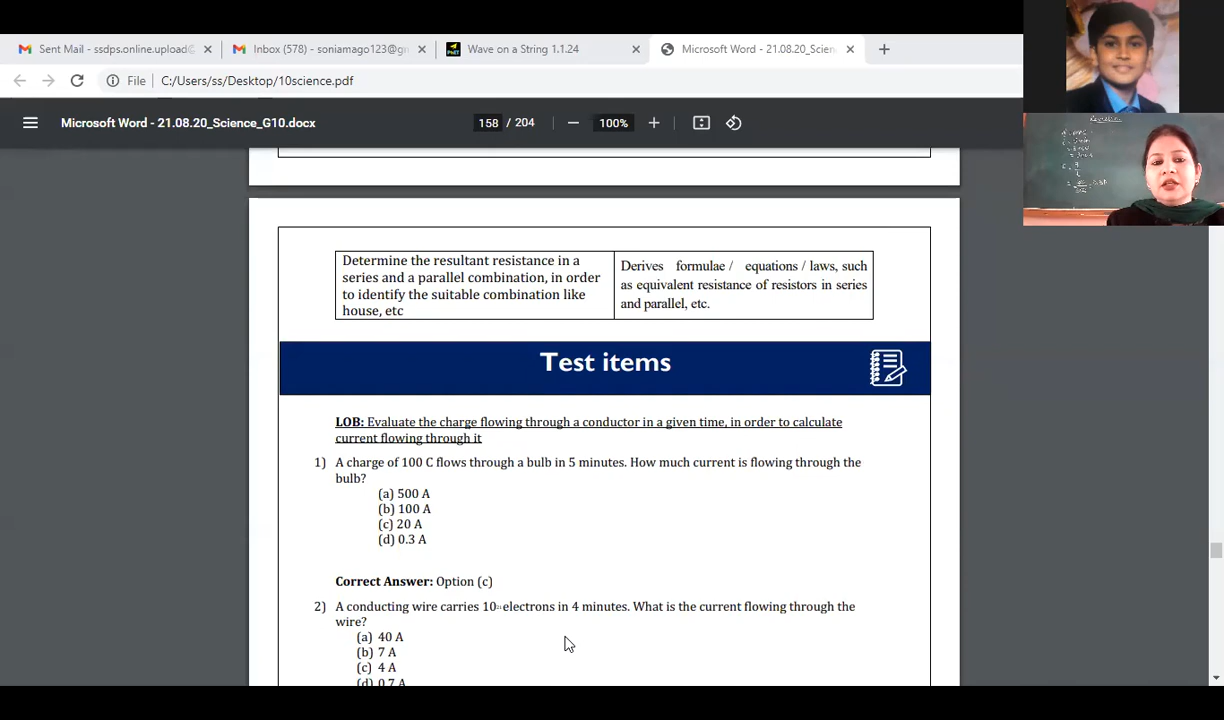 Sent Mail - ssdps.online.upload@
Inbox (578) - soniamago123@gm
Wave on a String 1.1.24
Microsoft Word - 21.08.20_Scien
File
C:/Users/ss/Desktop/10science.pdf
Microsoft Word - 21.08.20_Science_G10.docx
158 / 204
100%
Determine the resultant resistance in a
series and a parallel combination, in order
to identify the suitable combination like
house, etc
Derives formulae / equations / laws, such
as equivalent resistance of resistors in series
and parallel, etc.
Test items
LOB: Evaluate the charge flowing through a conductor in a given time, in order to calculate
current flowing through it
1) A charge of 100 C flows through a bulb in 5 minutes. How much current is flowing through the
bulb?
(a) 500 A
(b) 100 A
(c) 20 A
(d) 0.3 A
Correct Answer: Option (c)
2) A conducting wire carries 10 electrons in 4 minutes. What is the current flowing through the
wire?
(a) 40 A
(b) 7 A
(c) 4 A
(d) 0.7 A